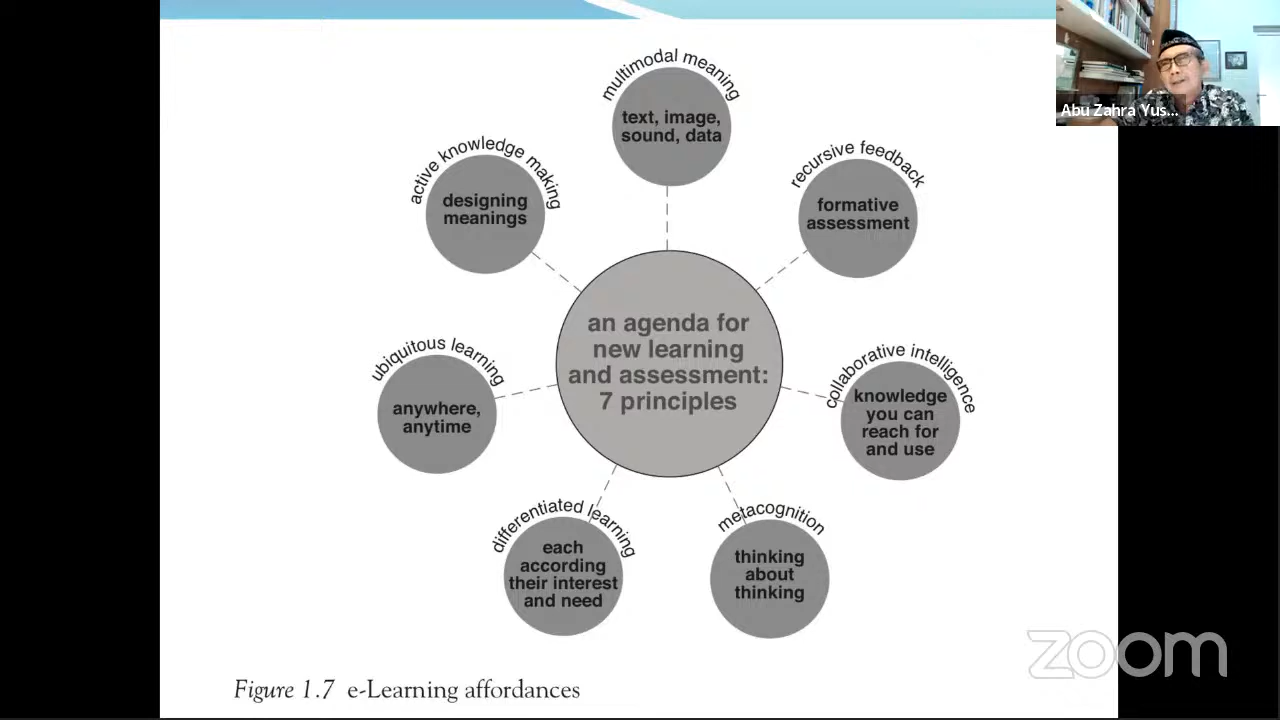 multimodal meaning
text, image,
sound, data
recursive feedback
formative
assessment
collaborative intelligence
knowledge
you can
reach for
and use
metacognition
thinking
about
thinking
differentiated learning
each
according
their interest
and need
ubiquitous learning
anywhere,
anytime
active knowledge making
designing
meanings
an agenda for
new learning
and assessment:
7 principles
Figure 1.7 e-Learning affordances
Abu Zahra Yus...
zoom